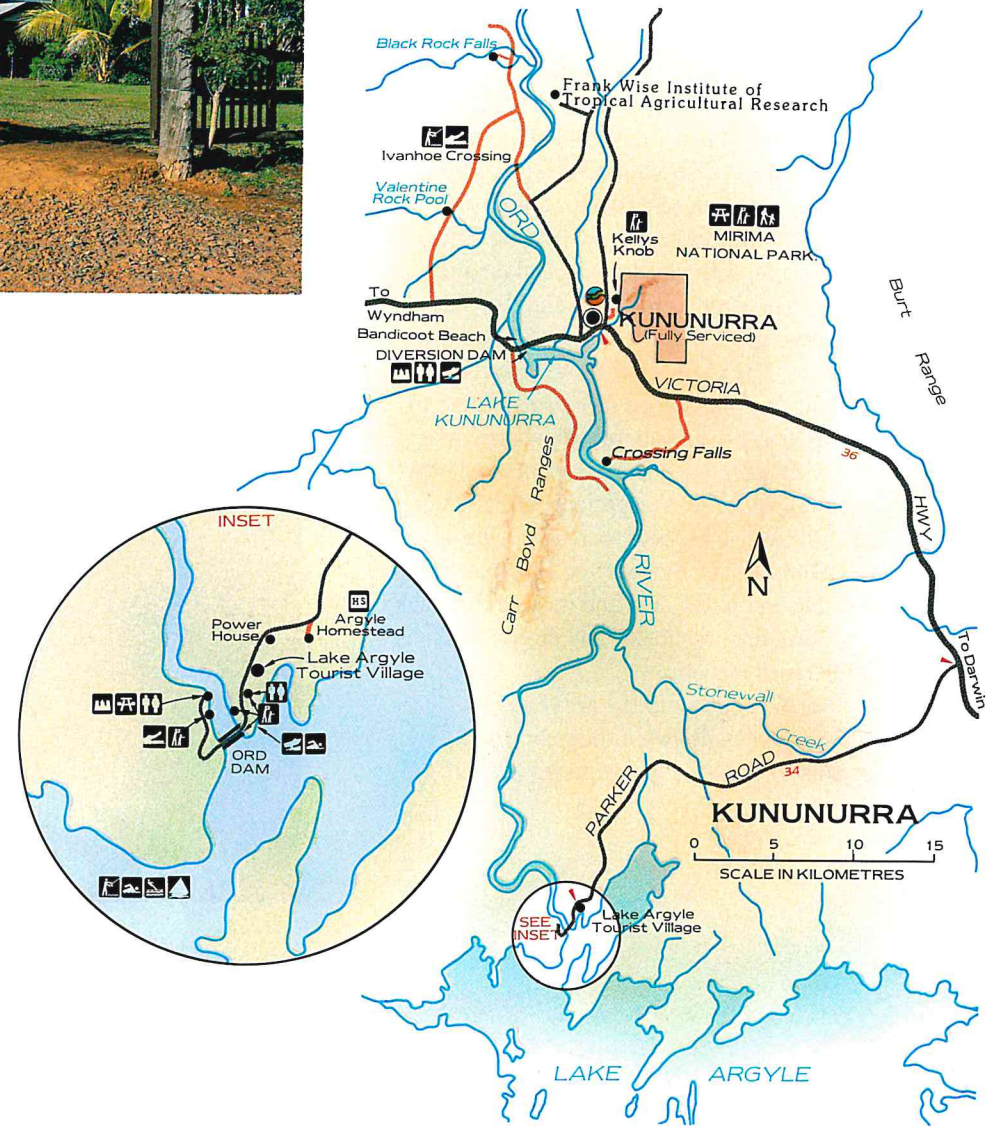 Black Rock Falls
Frank Wise Institute of
Tropical Agricultural Research
Ivanhoe Crossing
Valentine
Rock Pool
ORD
Kellys
Knob
MIRIMA
NATIONAL PARK.
To
Wyndham
Bandicoot Beach
DIVERSION DAM
KUNUNURRA
(Fully Serviced)
Burt
Range
VICTORIA
LAKE
KUNUNURRA
Crossing Falls
36
HWY
Carr Boyd Ranges
RIVER
N
INSET
HS
Argyle
Homestead
Power
House
Lake Argyle
Tourist Village
ORD
DAM
To Darwin
Stonewall
Creek
PARKER
ROAD
34
KUNUNURRA
0 5 10 15
SCALE IN KILOMETRES
SEE
INSET
Lake Argyle
Tourist Village
LAKE ARGYLE